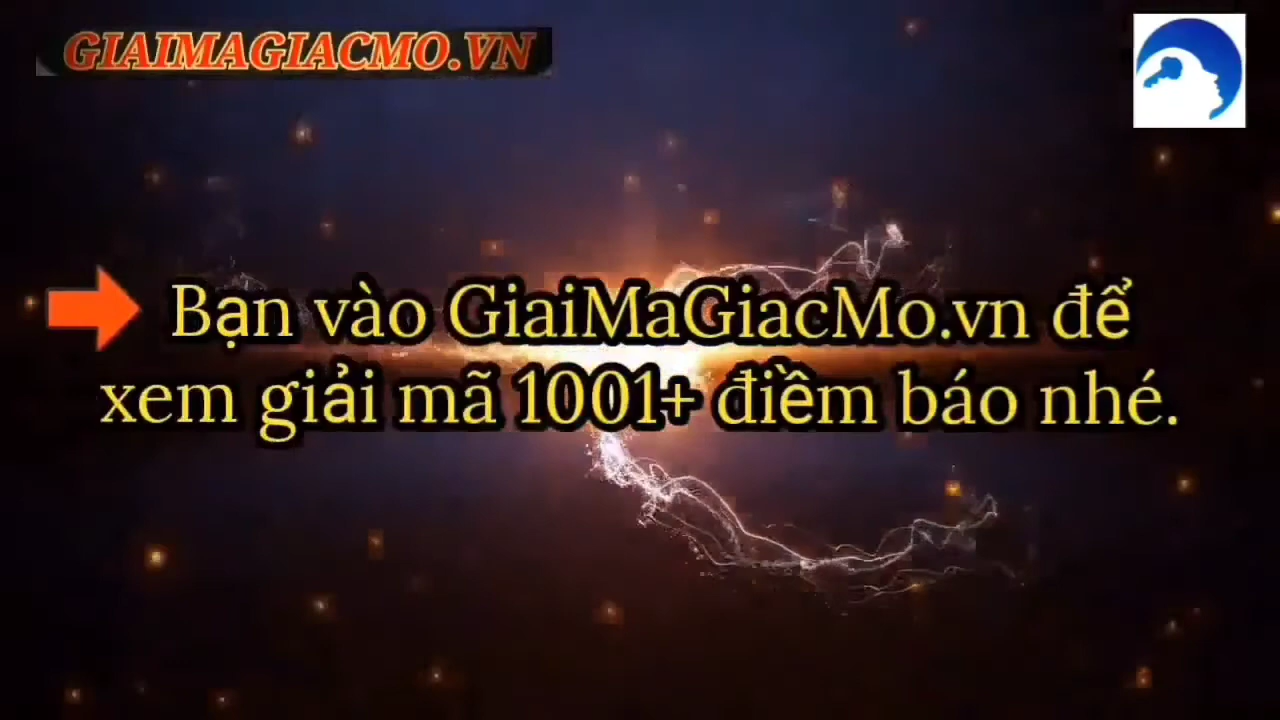 GIAIMAGIACMO.VN
Bạn vào GiaiMaGiacMo.vn để
xem giải mã 1001+ điềm báo nhé.